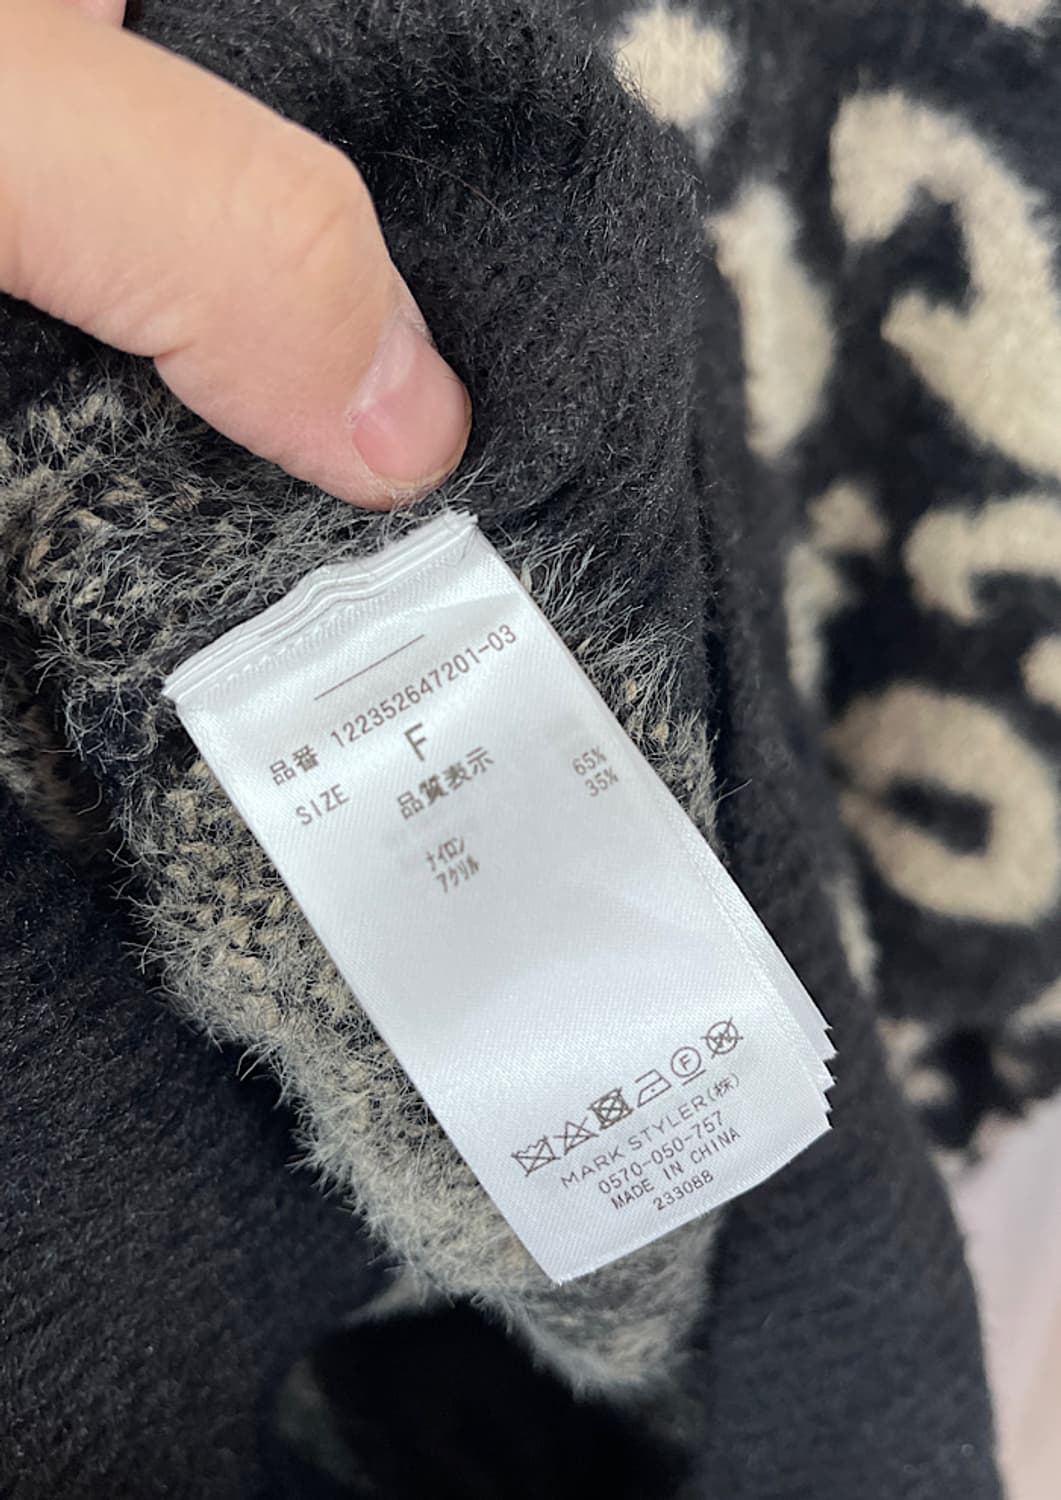 品番 122352647201-03
SIZE F
品質表示
ナイロン 65%
アクリル 35%
MARK STYLER(株)
0570-050-757
MADE IN CHINA
233088